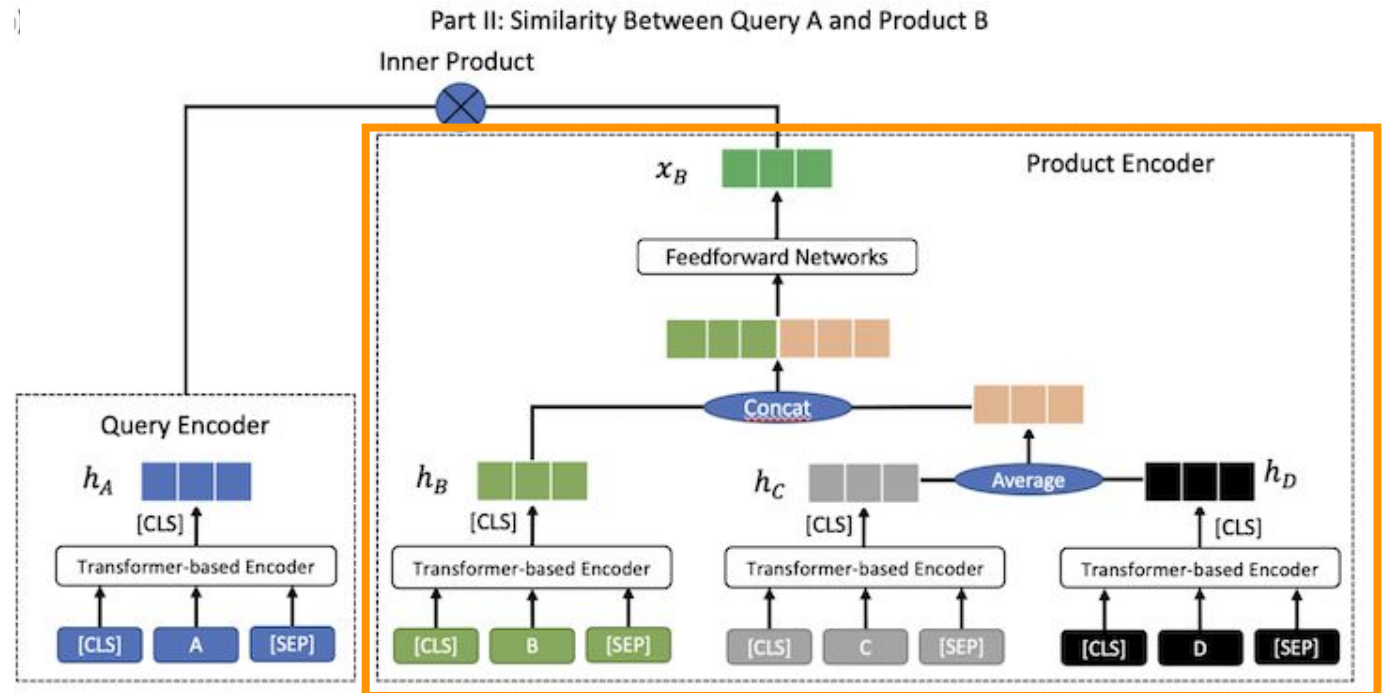 )
Part II: Similarity Between Query A and Product B
Inner Product
x_B
Product Encoder
Feedforward Networks
Concat
Query Encoder
h_A
h_B
h_C
Average
h_D
[CLS]
[CLS]
[CLS]
[CLS]
Transformer-based Encoder
Transformer-based Encoder
Transformer-based Encoder
Transformer-based Encoder
[CLS] A [SEP]
[CLS] B [SEP]
[CLS] C [SEP]
[CLS] D [SEP]